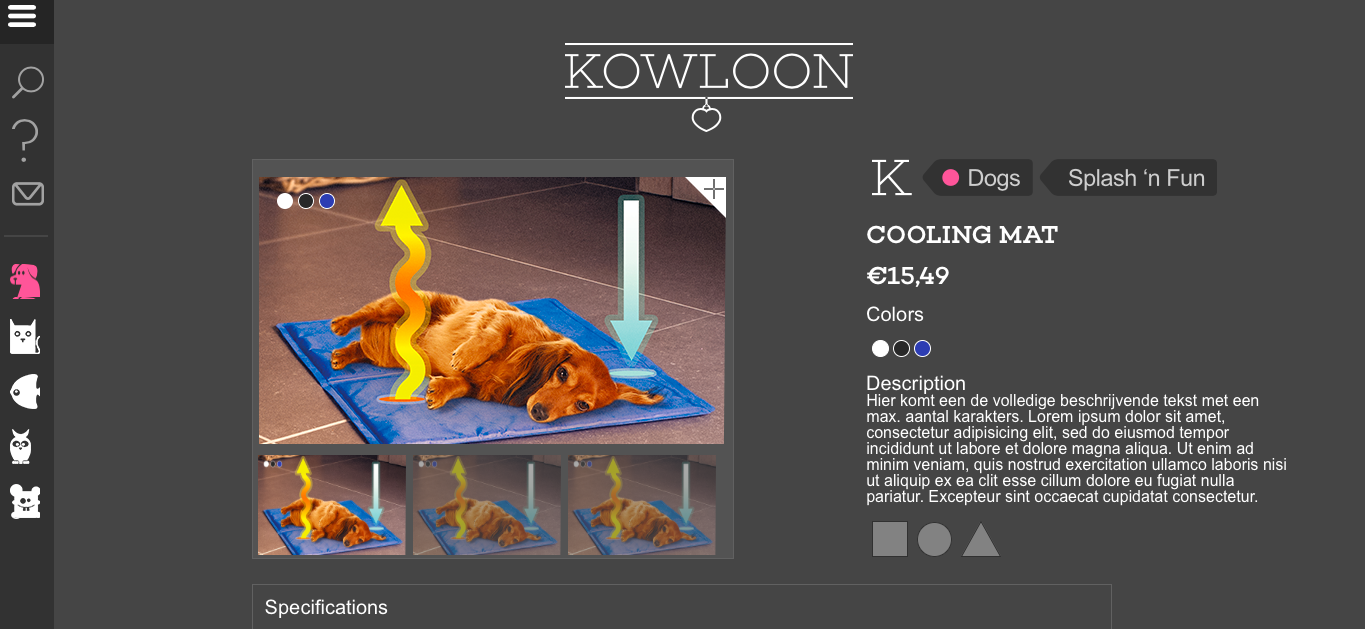 KOWLOON
K
Dogs
Splash ‘n Fun
COOLING MAT
€15,49
Colors
Description
Hier komt een de volledige beschrijvende tekst met een
max. aantal karakters. Lorem ipsum dolor sit amet,
consectetur adipisicing elit, sed do eiusmod tempor
incididunt ut labore et dolore magna aliqua. Ut enim ad
minim veniam, quis nostrud exercitation ullamco laboris nisi
ut aliquip ex ea clit esse cillum dolore eu fugiat nulla
pariatur. Excepteur sint occaecat cupidatat consectetur.
Specifications